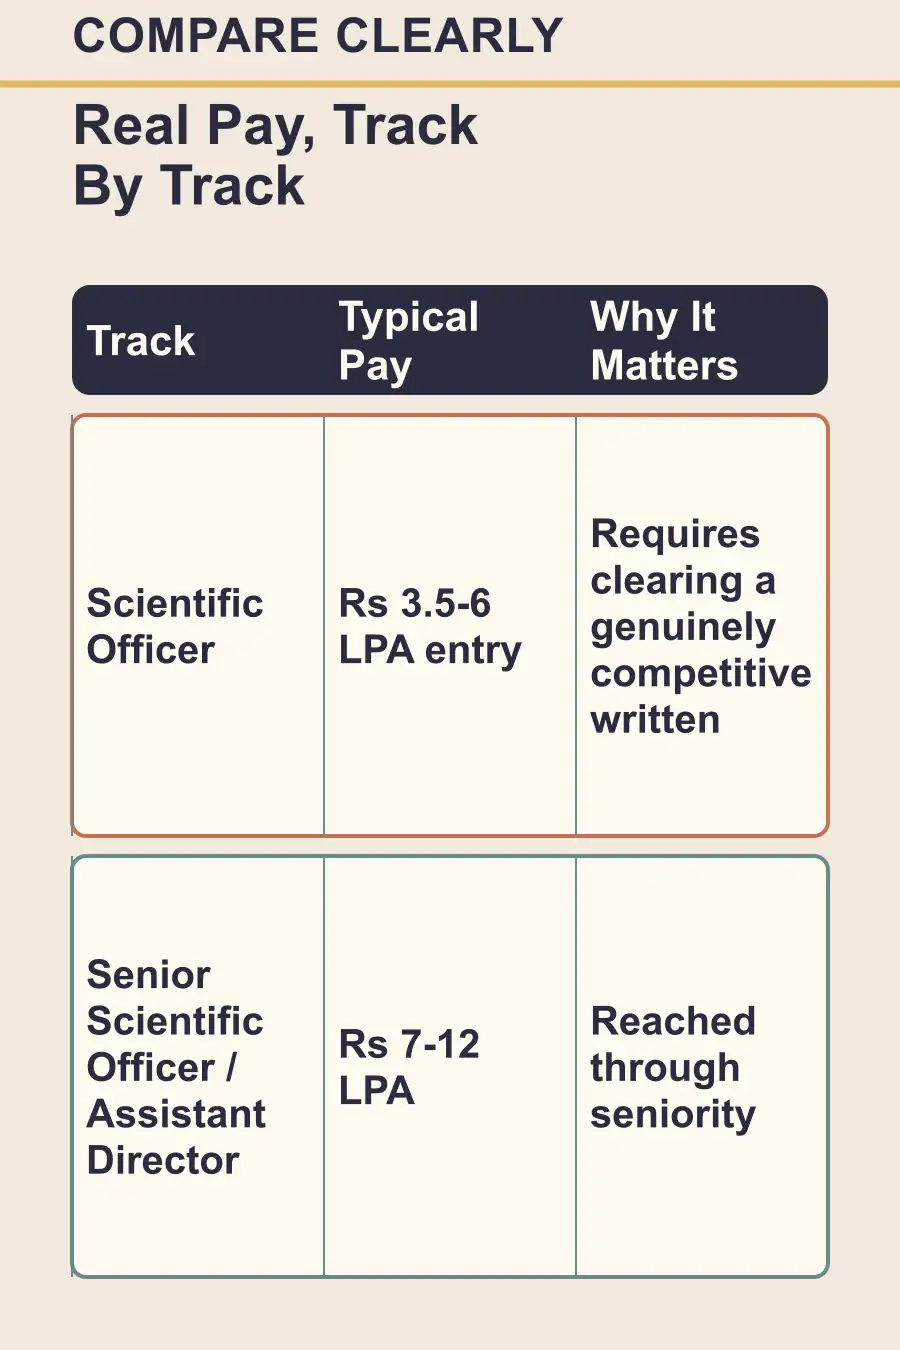 COMPARE CLEARLY
Real Pay, Track
By Track
Track
Typical
Pay
Why It
Matters
Scientific
Officer
Rs 3.5-6
LPA entry
Requires
clearing a
genuinely
competitive
written
Senior
Scientific
Officer /
Assistant
Director
Rs 7-12
LPA
Reached
through
seniority